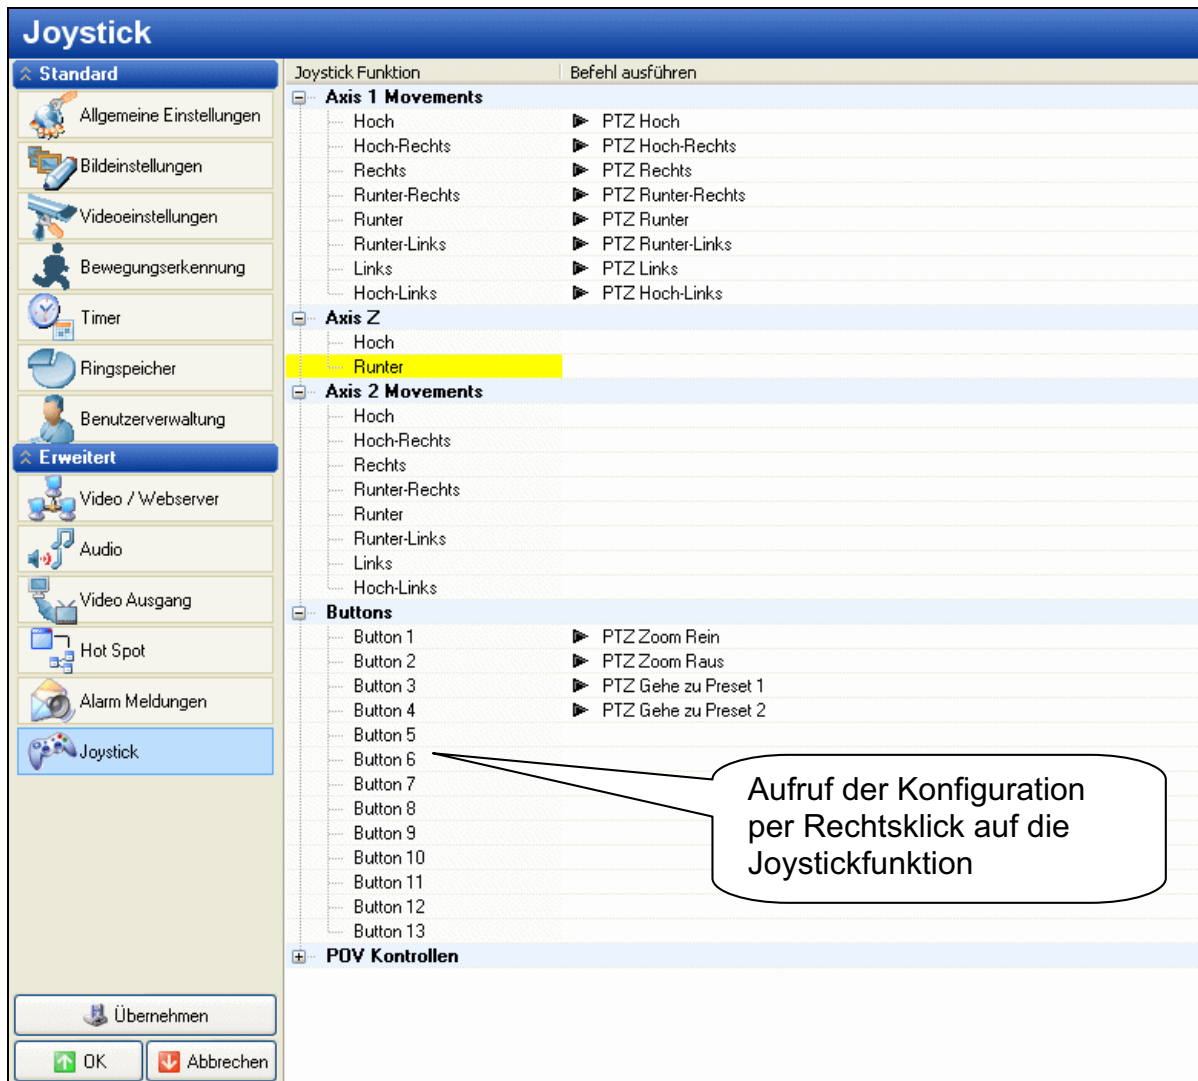 Joystick
Standard
Allgemeine Einstellungen
Bildeinstellungen
Videoeinstellungen
Bewegungserkennung
Timer
Ringspeicher
Benutzerverwaltung
Erweitert
Video / Webserver
Audio
Video Ausgang
Hot Spot
Alarm Meldungen
Joystick
Übernehmen
OK Abbrechen
Joystick Funktion Befehl ausführen
Axis 1 Movements
Hoch PTZ Hoch
Hoch-Rechts PTZ Hoch-Rechts
Rechts PTZ Rechts
Runter-Rechts PTZ Runter-Rechts
Runter PTZ Runter
Runter-Links PTZ Runter-Links
Links PTZ Links
Hoch-Links PTZ Hoch-Links
Axis Z
Hoch
Runter
Axis 2 Movements
Hoch
Hoch-Rechts
Rechts
Runter-Rechts
Runter
Runter-Links
Links
Hoch-Links
Buttons
Button 1 PTZ Zoom Rein
Button 2 PTZ Zoom Raus
Button 3 PTZ Gehe zu Preset 1
Button 4 PTZ Gehe zu Preset 2
Button 5
Button 6
Button 7
Button 8
Button 9
Button 10
Button 11
Button 12
Button 13
POV Kontrollen
Aufruf der Konfiguration
per Rechtsklick auf die
Joystickfunktion